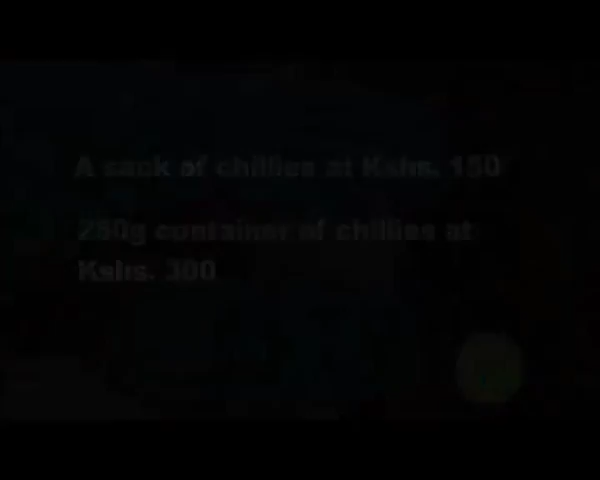 A sack of chillies at Kshs. 150
250g container of chillies at
Kshs. 300